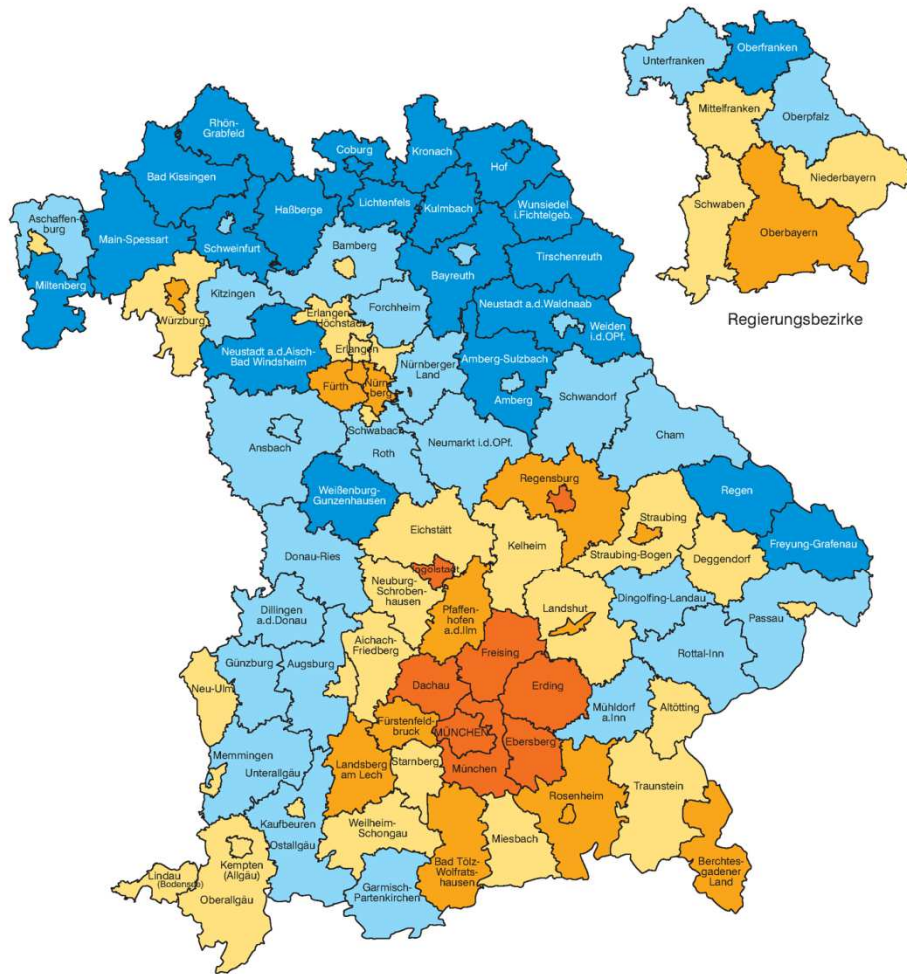 Unterfranken
Oberfranken
Mittelfranken
Oberpfalz
Niederbayern
Schwaben
Oberbayern
Regierungsbezirke
Rhön-
Grabfeld
Coburg
Kronach
Hof
Bad Kissingen
Lichtenfels
Kulmbach
Wunsiedel
i.Fichtelgeb.
Haßberge
Aschaffen-
burg
Main-Spessart
Schweinfurt
Bamberg
Bayreuth
Tirschenreuth
Miltenberg
Kitzingen
Forchheim
Neustadt a.d.Waldnaab
Würzburg
Erlangen-
Höchstadt
Weiden
i.d.OPf.
Neustadt a.d.Aisch-
Bad Windsheim
Erlangen
Nürnberger
Land
Amberg-Sulzbach
Fürth
Nürn-
berg
Amberg
Schwandorf
Ansbach
Schwabach
Roth
Neumarkt i.d.OPf.
Cham
Weißenburg-
Gunzenhausen
Regensburg
Regen
Eichstätt
Kelheim
Straubing
Straubing-Bogen
Freyung-Grafenau
Deggendorf
Donau-Ries
Ingolstadt
Neuburg-
Schroben-
hausen
Dillingen
a.d.Donau
Pfaffen-
hofen
a.d.Ilm
Landshut
Dingolfing-Landau
Passau
Aichach-
Friedberg
Günzburg
Augsburg
Freising
Rottal-Inn
Neu-Ulm
Dachau
Erding
Mühldorf
a.Inn
Altötting
Fürstenfeld-
bruck
MÜNCHEN
Ebersberg
Memmingen
Unterallgäu
Landsberg
am Lech
Starnberg
München
Traunstein
Rosenheim
Kaufbeuren
Ostallgäu
Weilheim-
Schongau
Miesbach
Bad Tölz-
Wolfrats-
hausen
Berchtes-
gadener
Land
Kempten
(Allgäu)
Lindau
(Bodensee)
Oberallgäu
Garmisch-
Partenkirchen